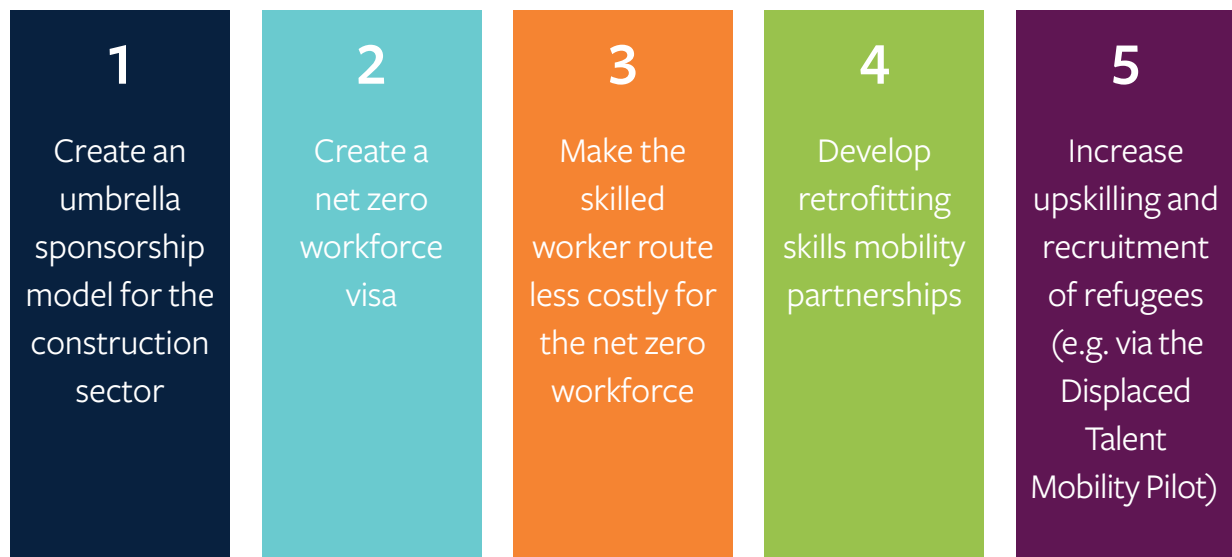 1
Create an
umbrella
sponsorship
model for the
construction
sector
2
Create a
net zero
workforce
visa
3
Make the
skilled
worker route
less costly for
the net zero
workforce
4
Develop
retrofitting
skills mobility
partnerships
5
Increase
upskilling and
recruitment
of refugees
(e.g. via the
Displaced
Talent
Mobility Pilot)